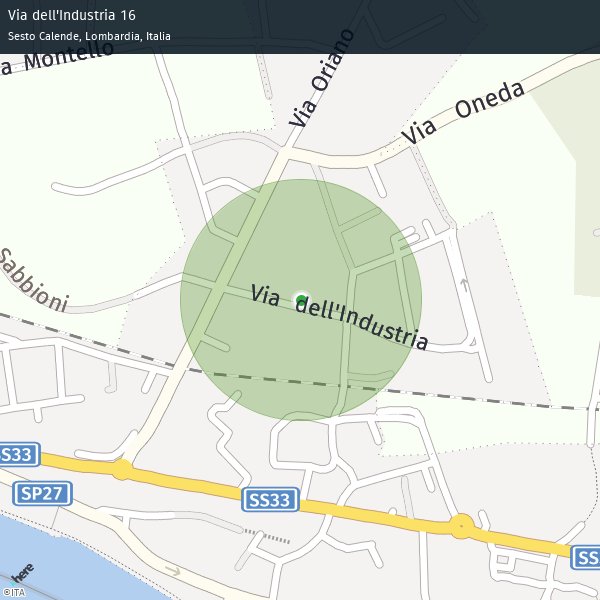 Via dell'Industria 16
Sesto Calende, Lombardia, Italia
a Montello
Via Oriano
Via Oneda
Sabbioni
Via dell'Industria
SS33
SP27
SS33
SS
here
©ITA